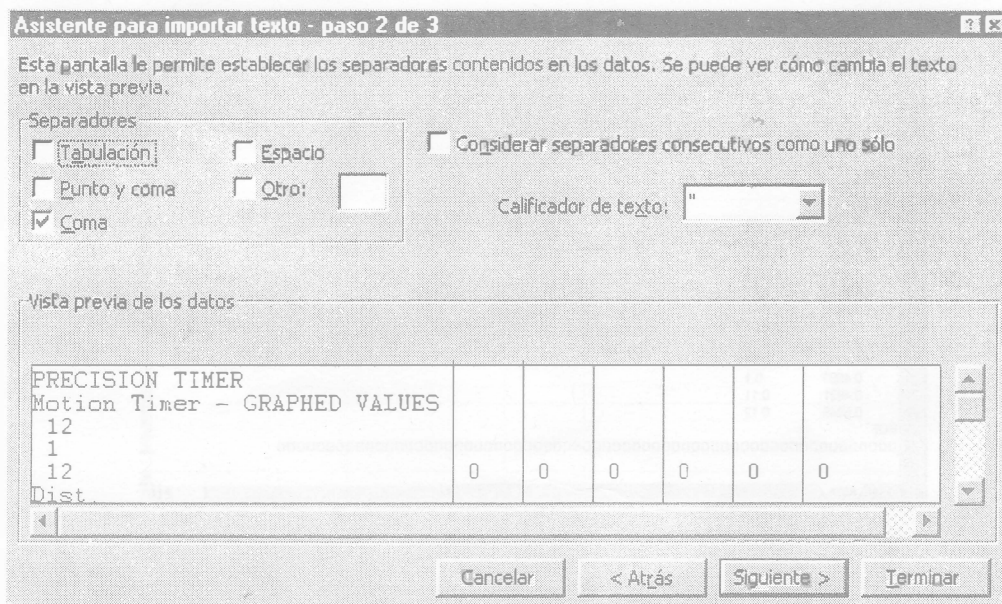 Asistente para importar texto - paso 2 de 3
Esta pantalla le permite establecer los separadores contenidos en los datos. Se puede ver cómo cambia el texto
en la vista previa.
Separadores
Tabulación
Espacio
Punto y coma
Otro:
Coma
Considerar separadores consecutivos como uno sólo
Calificador de texto: "
Vista previa de los datos
PRECISION TIMER
Motion Timer - GRAPHED VALUES
12
1
12 0 0 0 0 0 0
Dist.
Cancelar
< Atrás
Siguiente >
Terminar